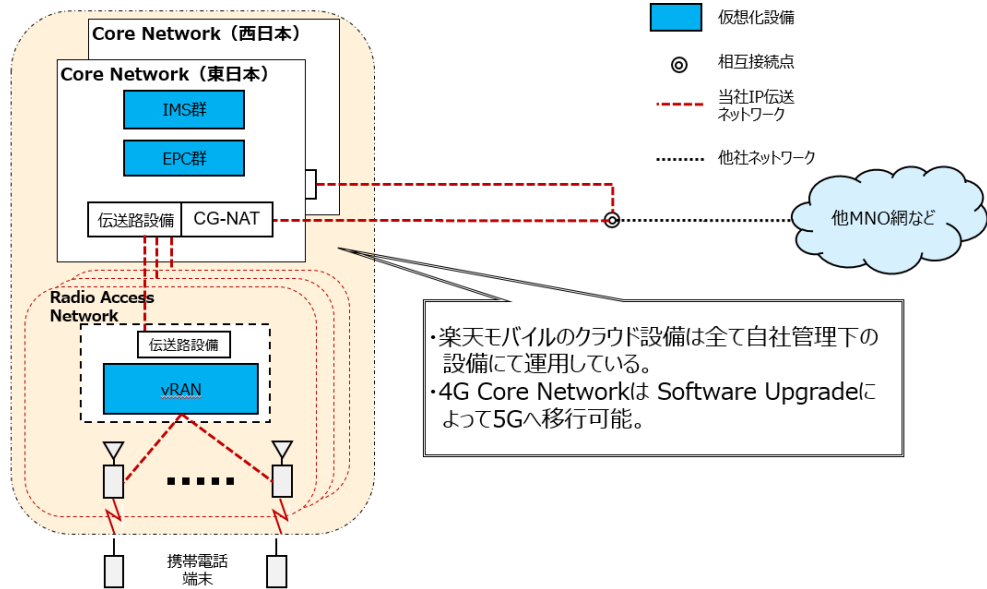 Core Network（西日本）
Core Network（東日本）
IMS群
EPC群
伝送路設備
CG-NAT
Radio Access
Network
伝送路設備
vRAN
携帯電話
端末
仮想化設備
相互接続点
当社IP伝送
ネットワーク
他社ネットワーク
他MNO網など
・楽天モバイルのクラウド設備は全て自社管理下の
設備にて運用している。
・4G Core Networkは Software Upgradeに
よって5Gへ移行可能。